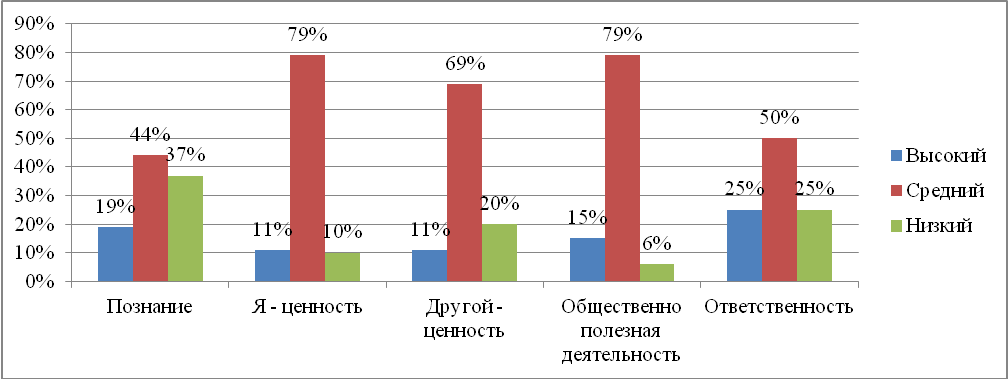 90%
80%
70%
60%
50%
40%
30%
20%
10%
0%
19%
44%
37%
11%
79%
10%
11%
69%
20%
15%
79%
6%
25%
50%
25%
Познание
Я - ценность
Другой -
ценность
Общественно
полезная
деятельность
Ответственность
Высокий
Средний
Низкий